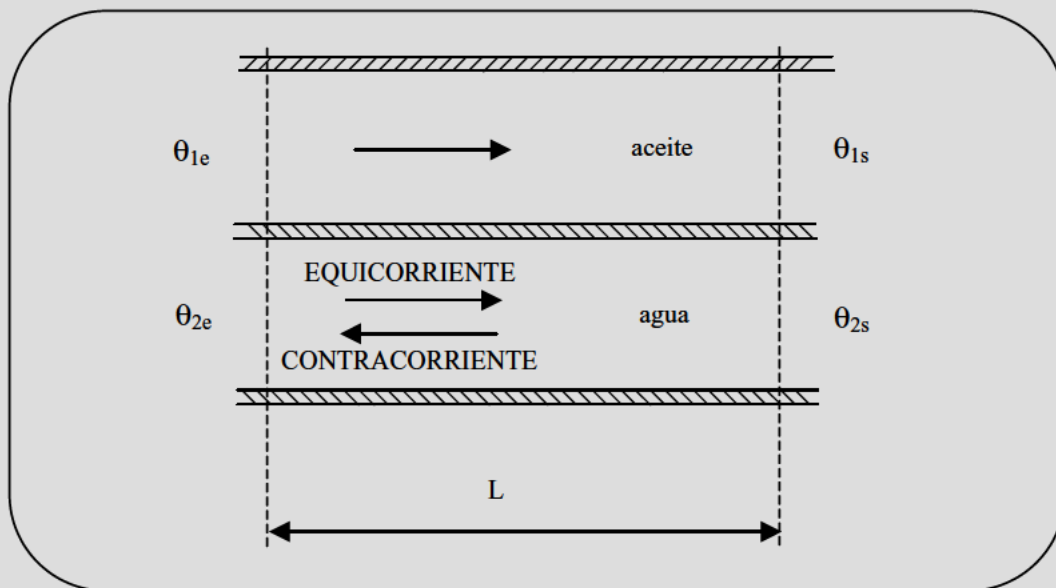 θ1e
aceite
θ1s
EQUICORRIENTE
θ2e
agua
θ2s
CONTRACORRIENTE
L